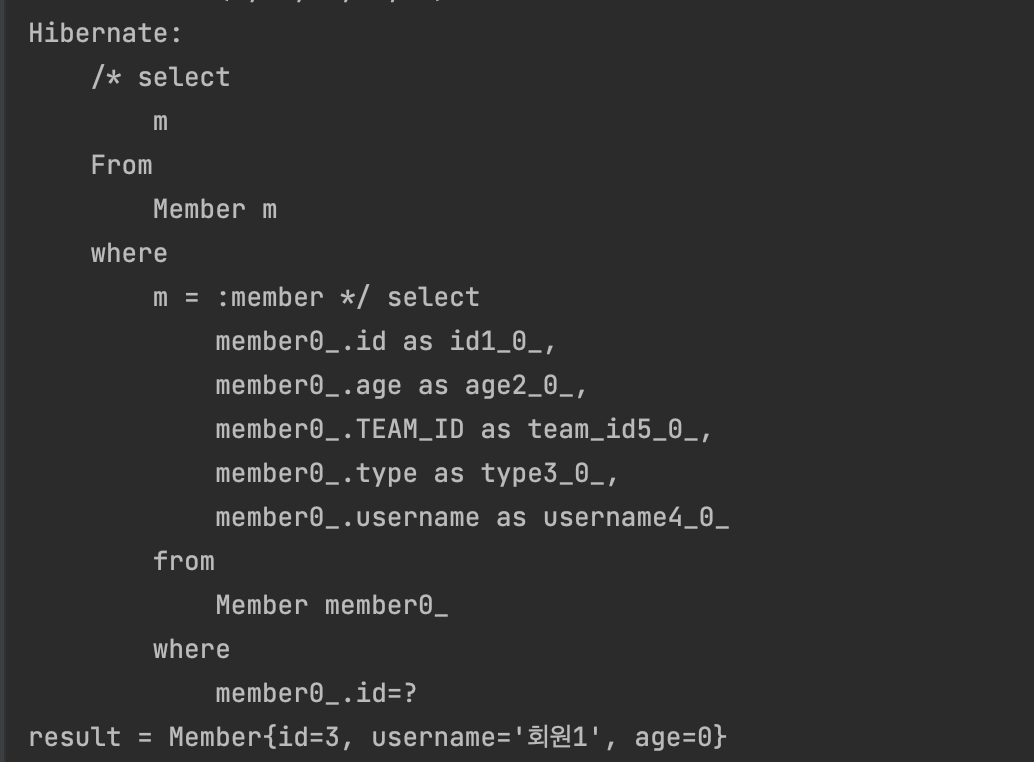 Hibernate:
    /* select
        m
    From
        Member m
    where
        m = :member */ select
            member0_.id as id1_0_,
            member0_.age as age2_0_,
            member0_.TEAM_ID as team_id5_0_,
            member0_.type as type3_0_,
            member0_.username as username4_0_
        from
            Member member0_
        where
            member0_.id=?
result = Member{id=3, username='회원1', age=0}